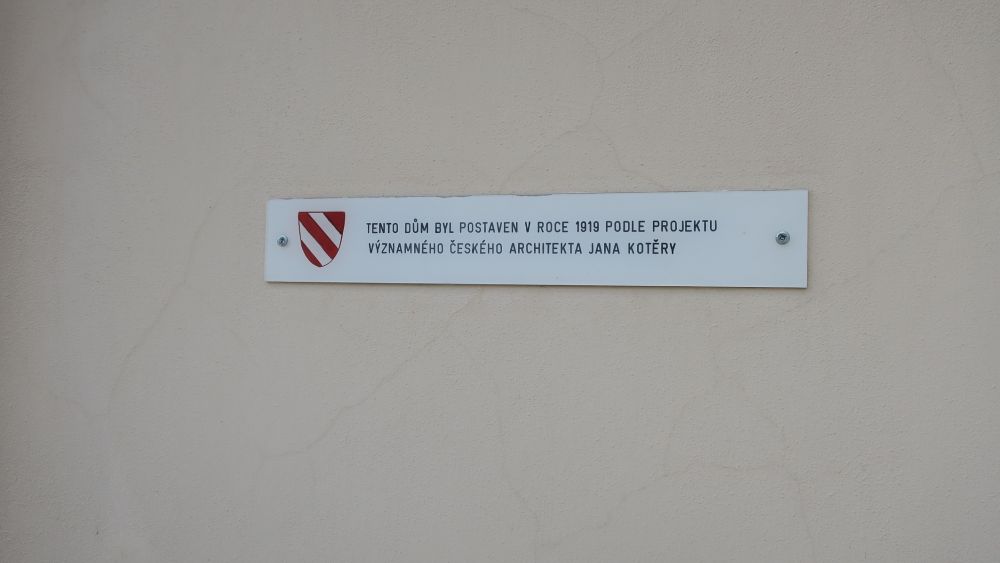 TENTO DŮM BYL POSTAVEN V ROCE 1919 PODLE PROJEKTU
VÝZNAMNÉHO ČESKÉHO ARCHITEKTA JANA KOTĚRY